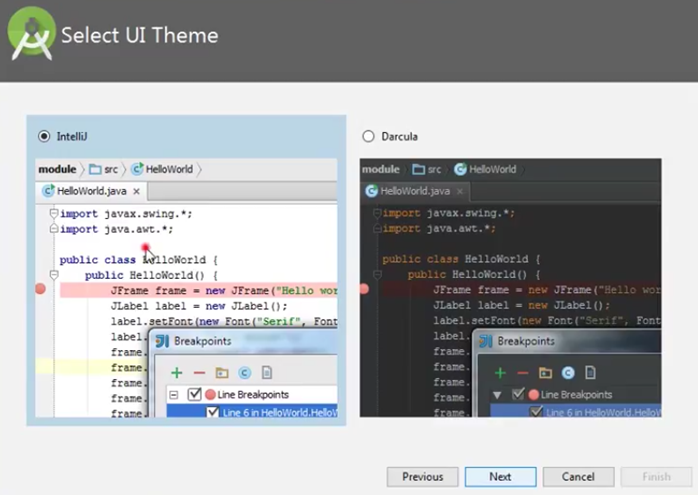 Select UI Theme
IntelliJ
module src HelloWorld
HelloWorld.java ×
import javax.swing.*;
import java.awt.*;
public class HelloWorld {
public HelloWorld() {
JFrame frame = new JFrame("Hello wor
JLabel label = new JLabel();
label.setFont(new Font("Serif", Font
label.
frame.
frame.
frame.
frame.
Breakpoints
Line Breakpoints
Line 6 in HelloWorld.HelloW
Darcula
module src HelloWorld
HelloWorld.java ×
import javax.swing.*;
import java.awt.*;
public class HelloWorld {
public HelloWorld() {
JFrame frame = new JFrame("Hello wor
JLabel label = new JLabel();
label.setFont(new Font("Serif", Font
label.
frame.
frame.
frame.
frame.
Breakpoints
Line Breakpoints
Line 6 in HelloWorld.HelloW
Previous
Next
Cancel
Finish